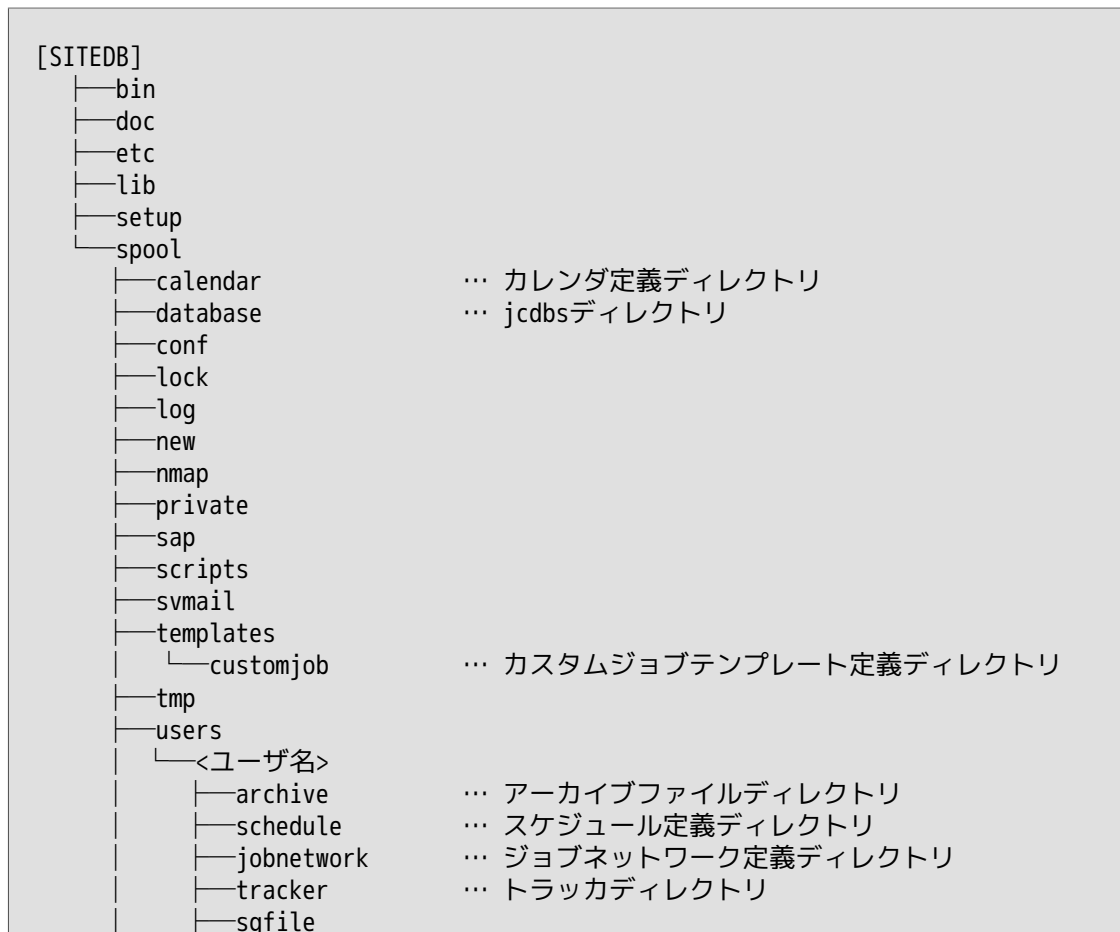 [SITEDB]
├──bin
├──doc
├──etc
├──lib
├──setup
└──spool
├──calendar … カレンダ定義ディレクトリ
├──database … jcdbsディレクトリ
├──conf
├──lock
├──log
├──new
├──nmap
├──private
├──sap
├──scripts
├──svmail
├──templates
│ └──customjob … カスタムジョブテンプレート定義ディレクトリ
├──tmp
├──users
│ └──<ユーザ名>
│ ├──archive … アーカイブファイルディレクトリ
│ ├──schedule … スケジュール定義ディレクトリ
│ ├──jobnetwork … ジョブネットワーク定義ディレクトリ
│ ├──tracker … トラッカディレクトリ
│ ├──sgfile